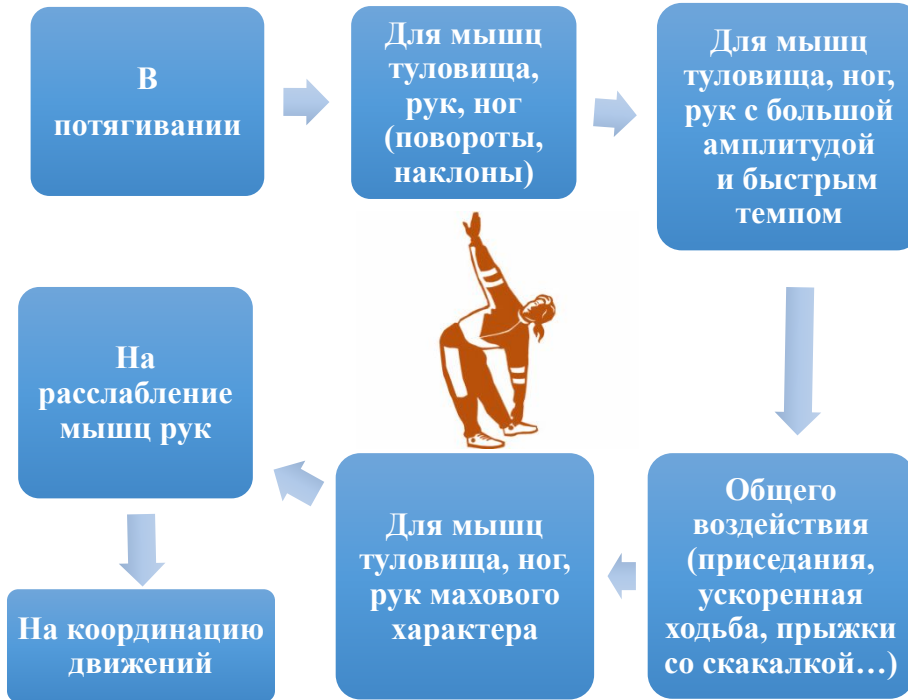 В
потягивании
Для мышц
туловища,
рук, ног
(повороты,
наклоны)
Для мышц
туловища, ног,
рук с большой
амплитудой
и быстрым
темпом
Общего
воздействия
(приседания,
ускоренная
ходьба, прыжки
со скакалкой…)
Для мышц
туловища, ног,
рук махового
характера
На
расслабление
мышц рук
На координацию
движений